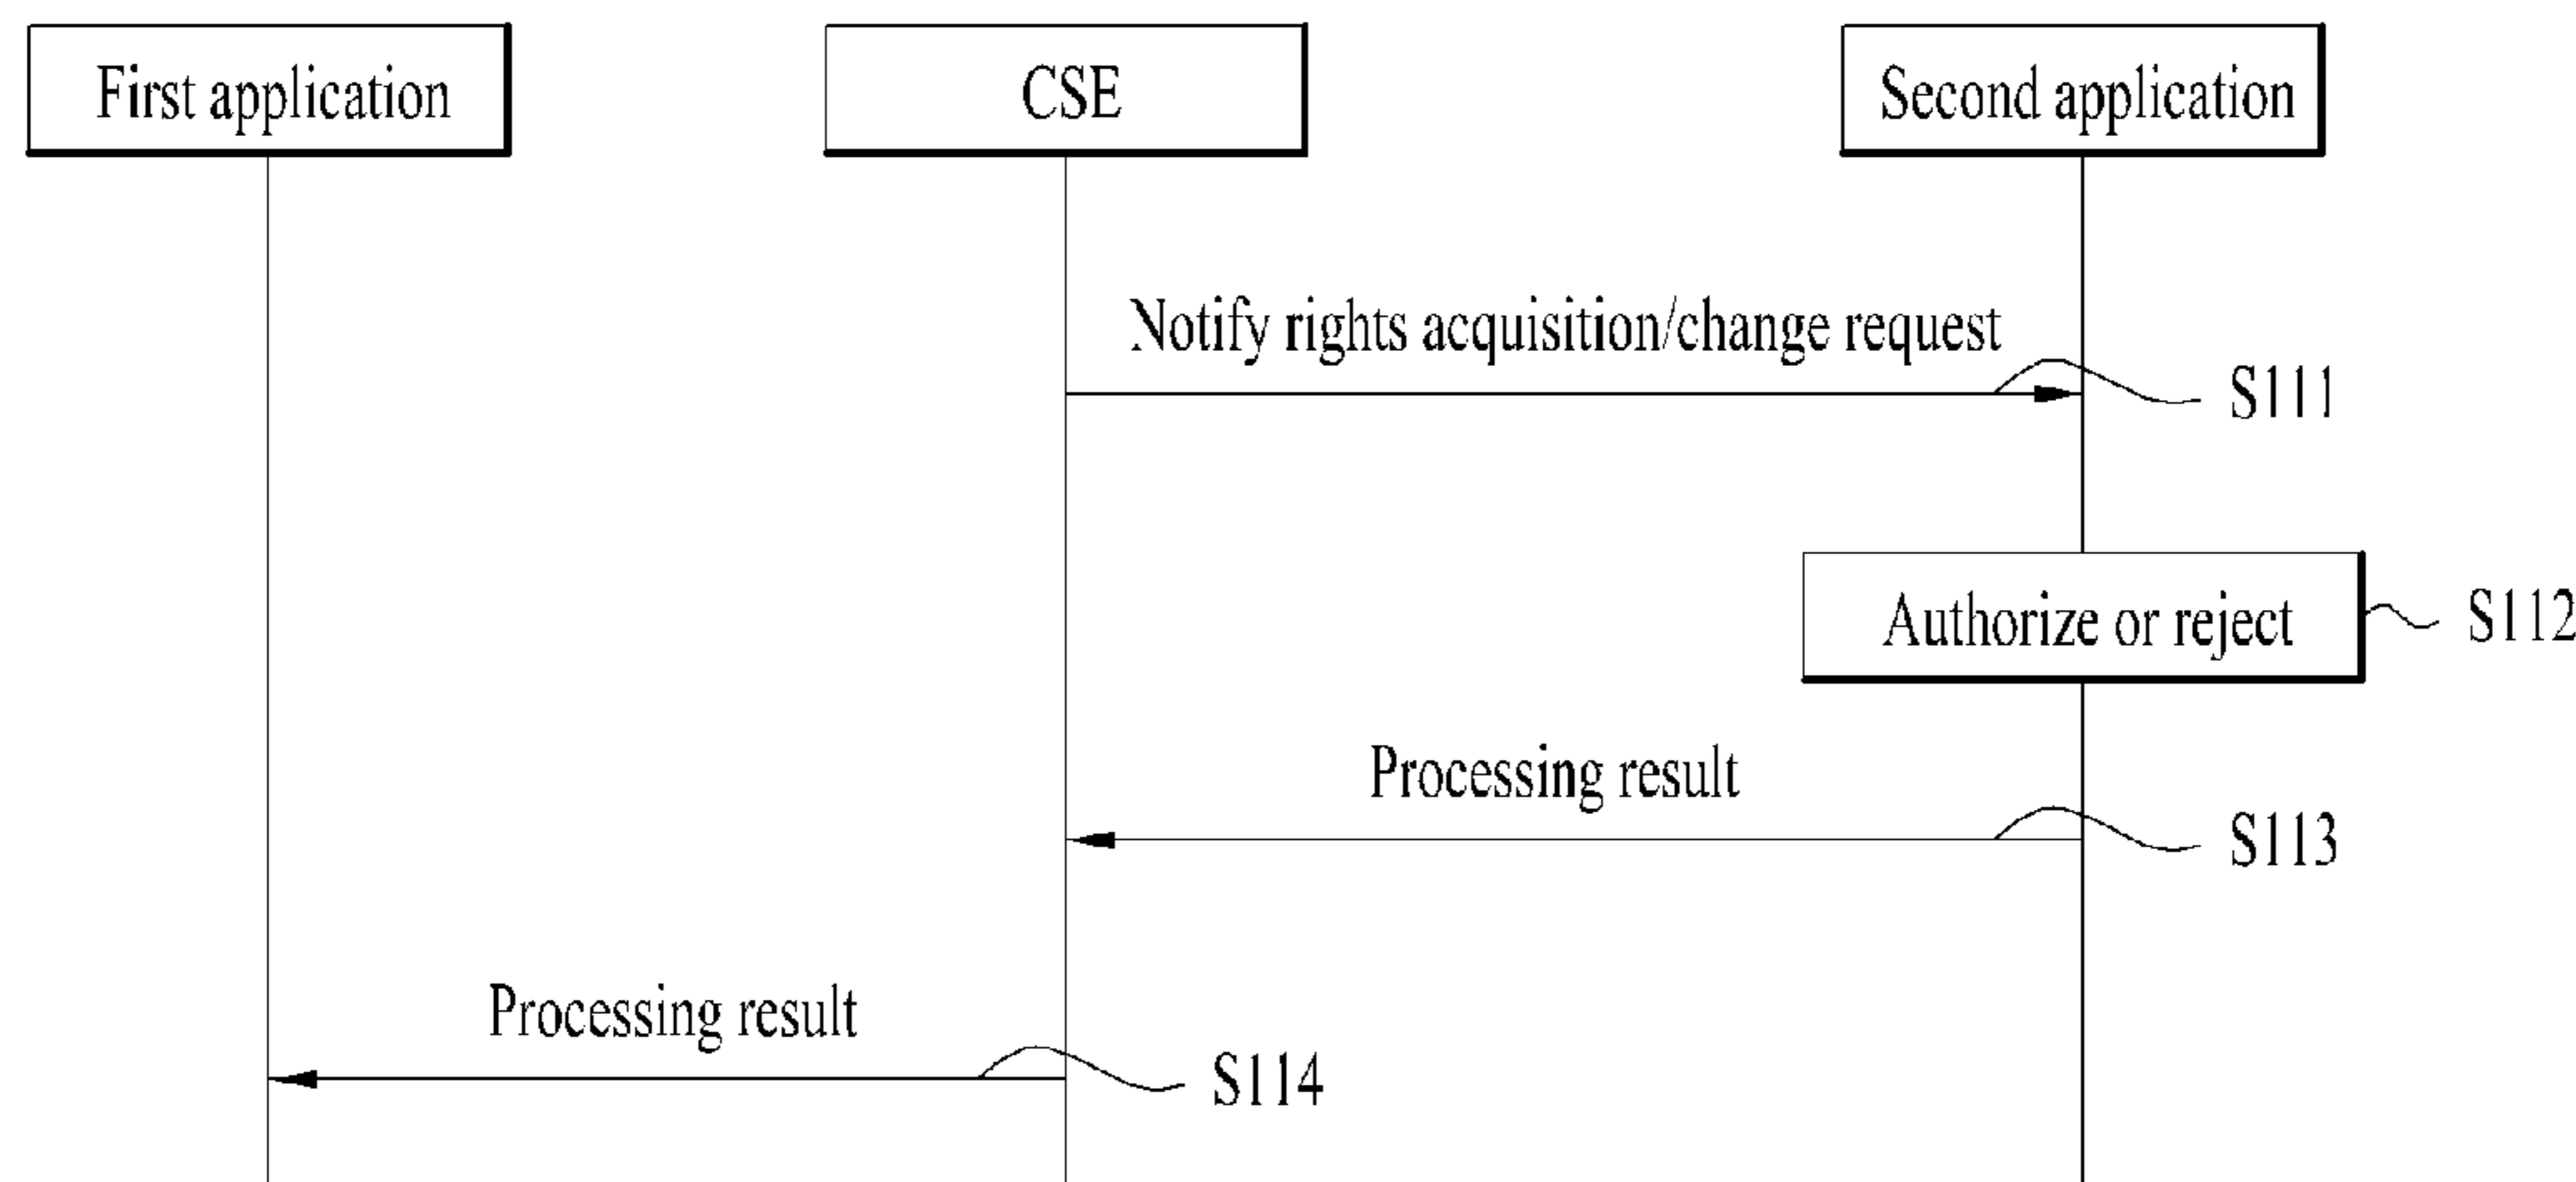 First application
CSE
Second application
Notify rights acquisition/change request
S111
Authorize or reject
S112
Processing result
S113
Processing result
S114